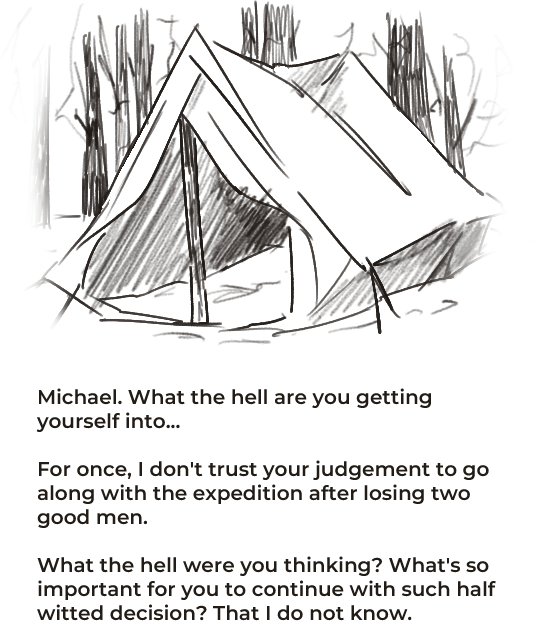 Michael. What the hell are you getting
yourself into...
For once, I don't trust your judgement to go
along with the expedition after losing two
good men.
What the hell were you thinking? What's so
important for you to continue with such half
witted decision? That I do not know.